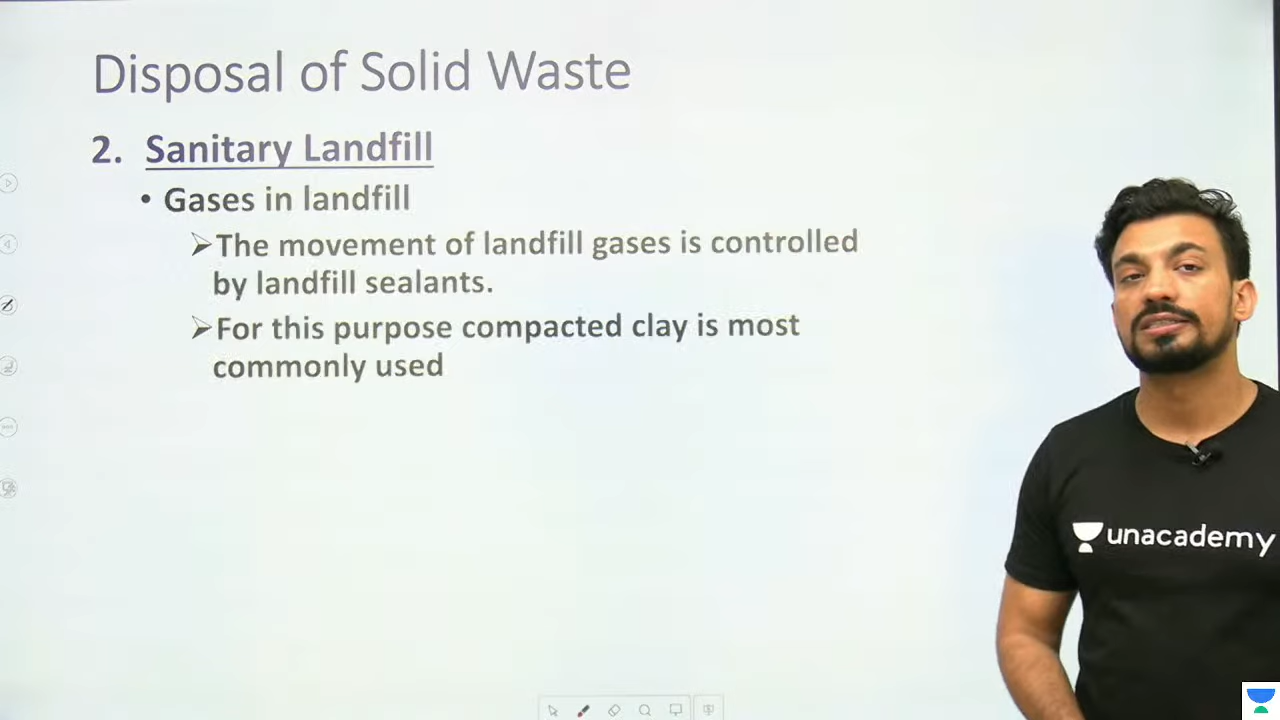 Disposal of Solid Waste
2. Sanitary Landfill
• Gases in landfill
➢The movement of landfill gases is controlled
by landfill sealants.
➢For this purpose compacted clay is most
commonly used
unacademy